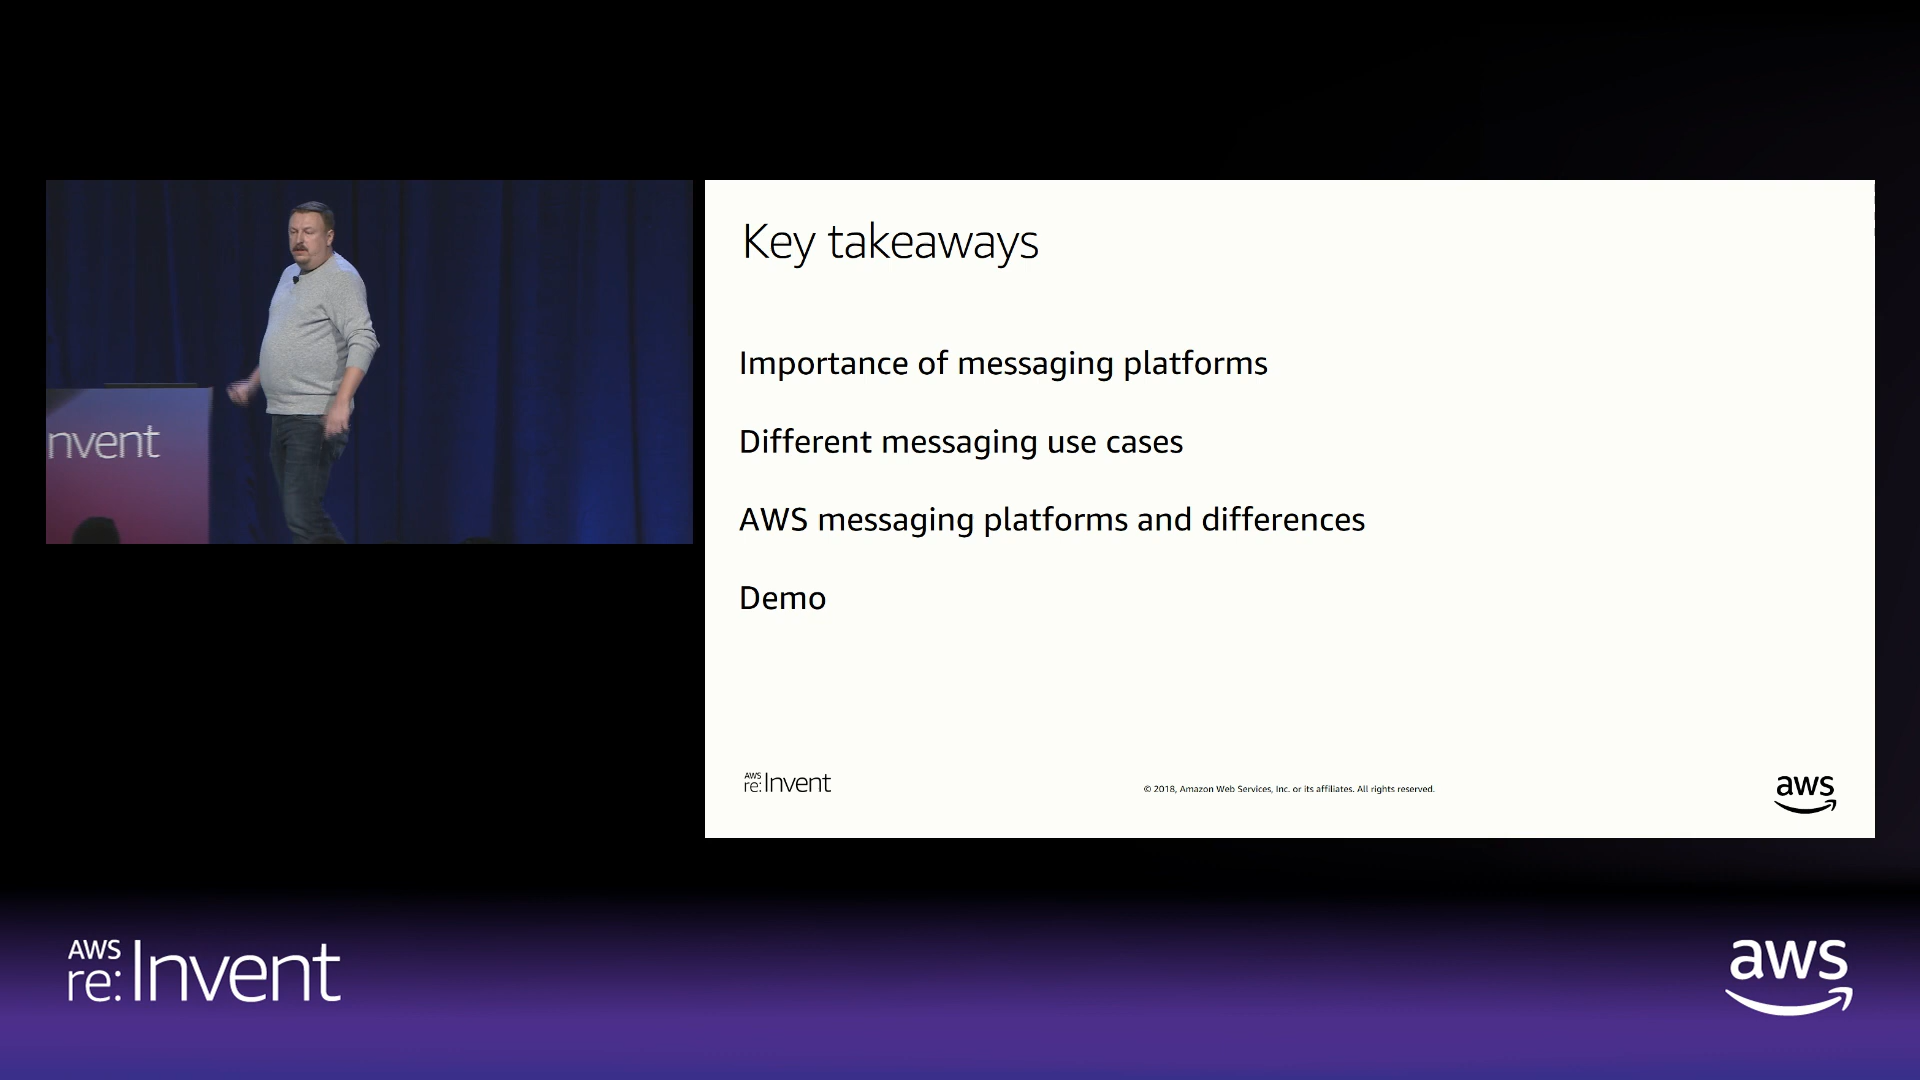 nvent
Key takeaways
Importance of messaging platforms
Different messaging use cases
AWS messaging platforms and differences
Demo
AWS
re:Invent
© 2018, Amazon Web Services, Inc. or its affiliates. All rights reserved.
aws
AWS
re:Invent
aws